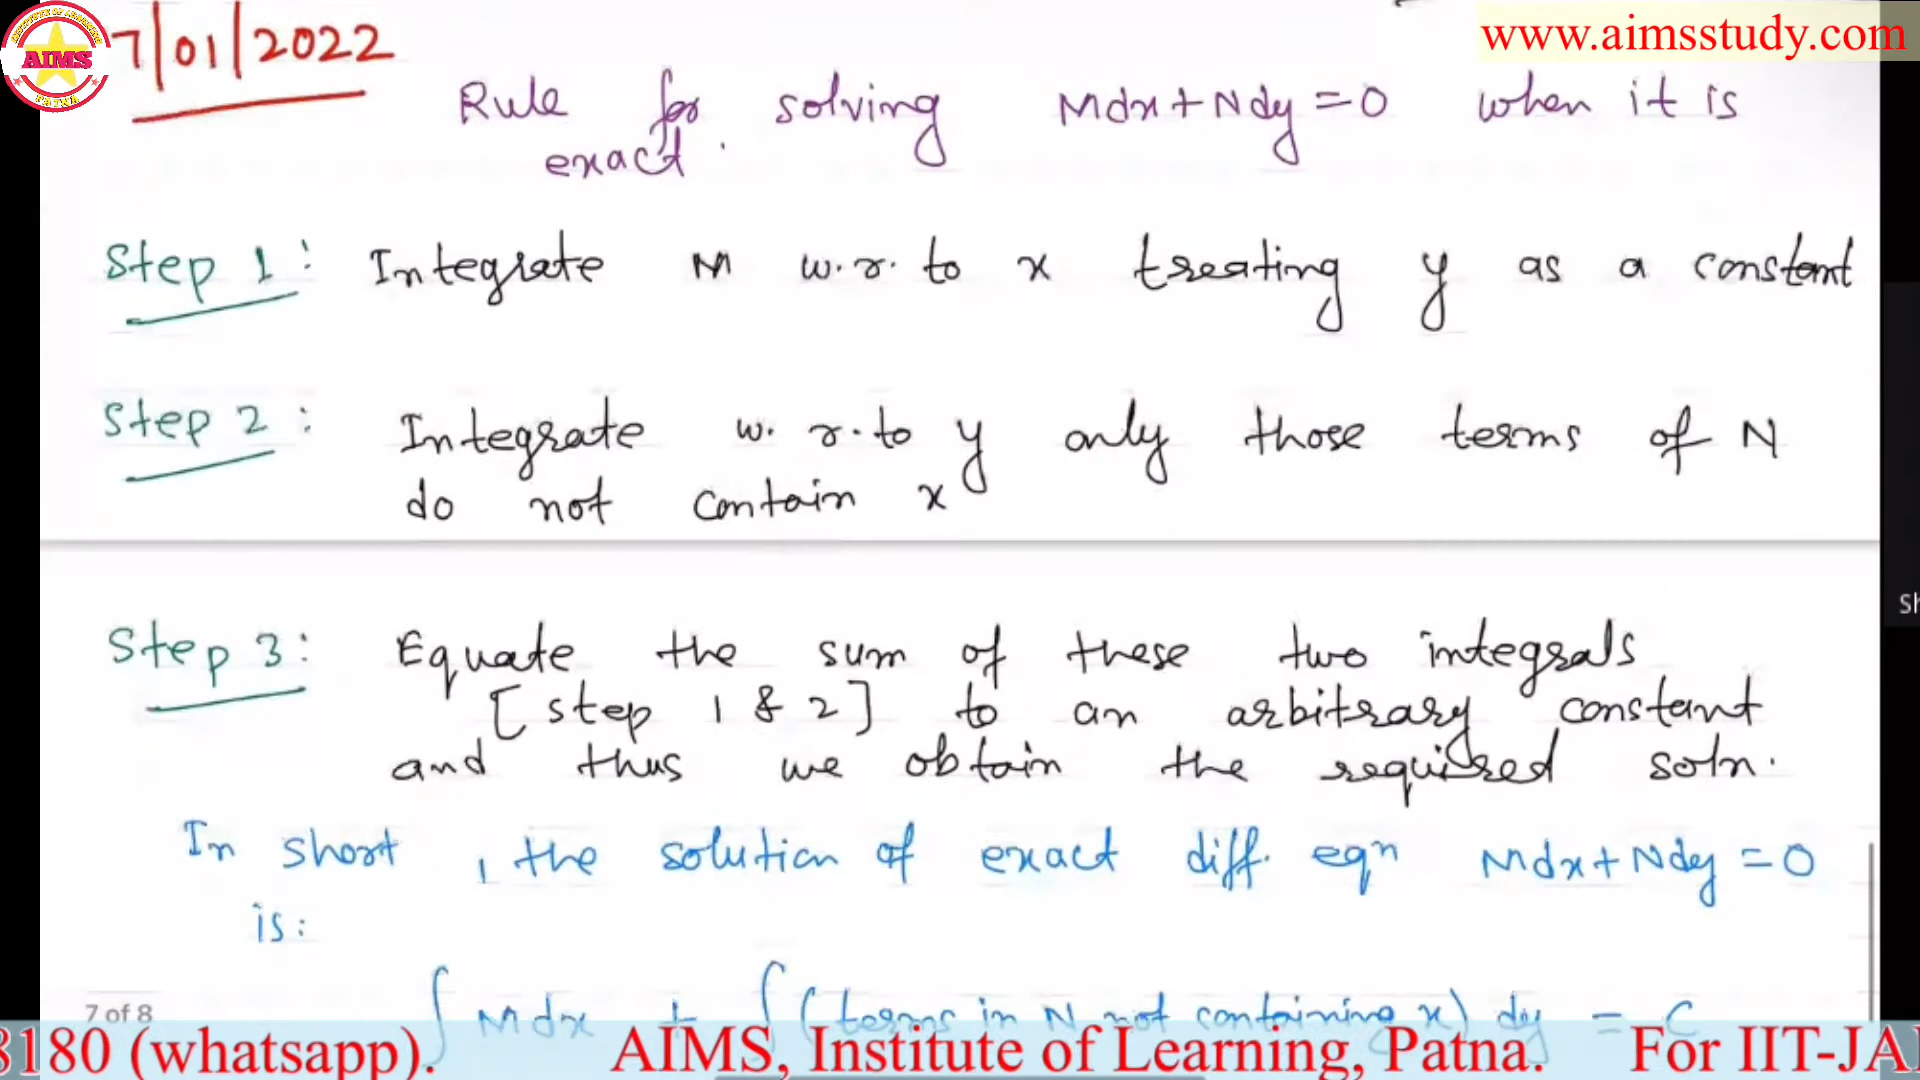 7/01/2022
www.aimsstudy.com
AIMS
PATNA
Rule for solving Mdx+Ndy=0 when it is
exact.
Step 1: Integrate M w.r. to x treating y as a constant
Step 2: Integrate w.r. to y only those terms of N
do not contain x
Step 3: Equate the sum of these two integrals
[step 1 & 2] to an arbitrary constant
and thus we obtain the required soln.
In short, the solution of exact diff. eqn Mdx+Ndy=0
is:
∫ Mdx + ∫ (terms in N not containing x) dy = C
7 of 8
Sh
3180 (whatsapp). AIMS, Institute of Learning, Patna. For IIT-JA